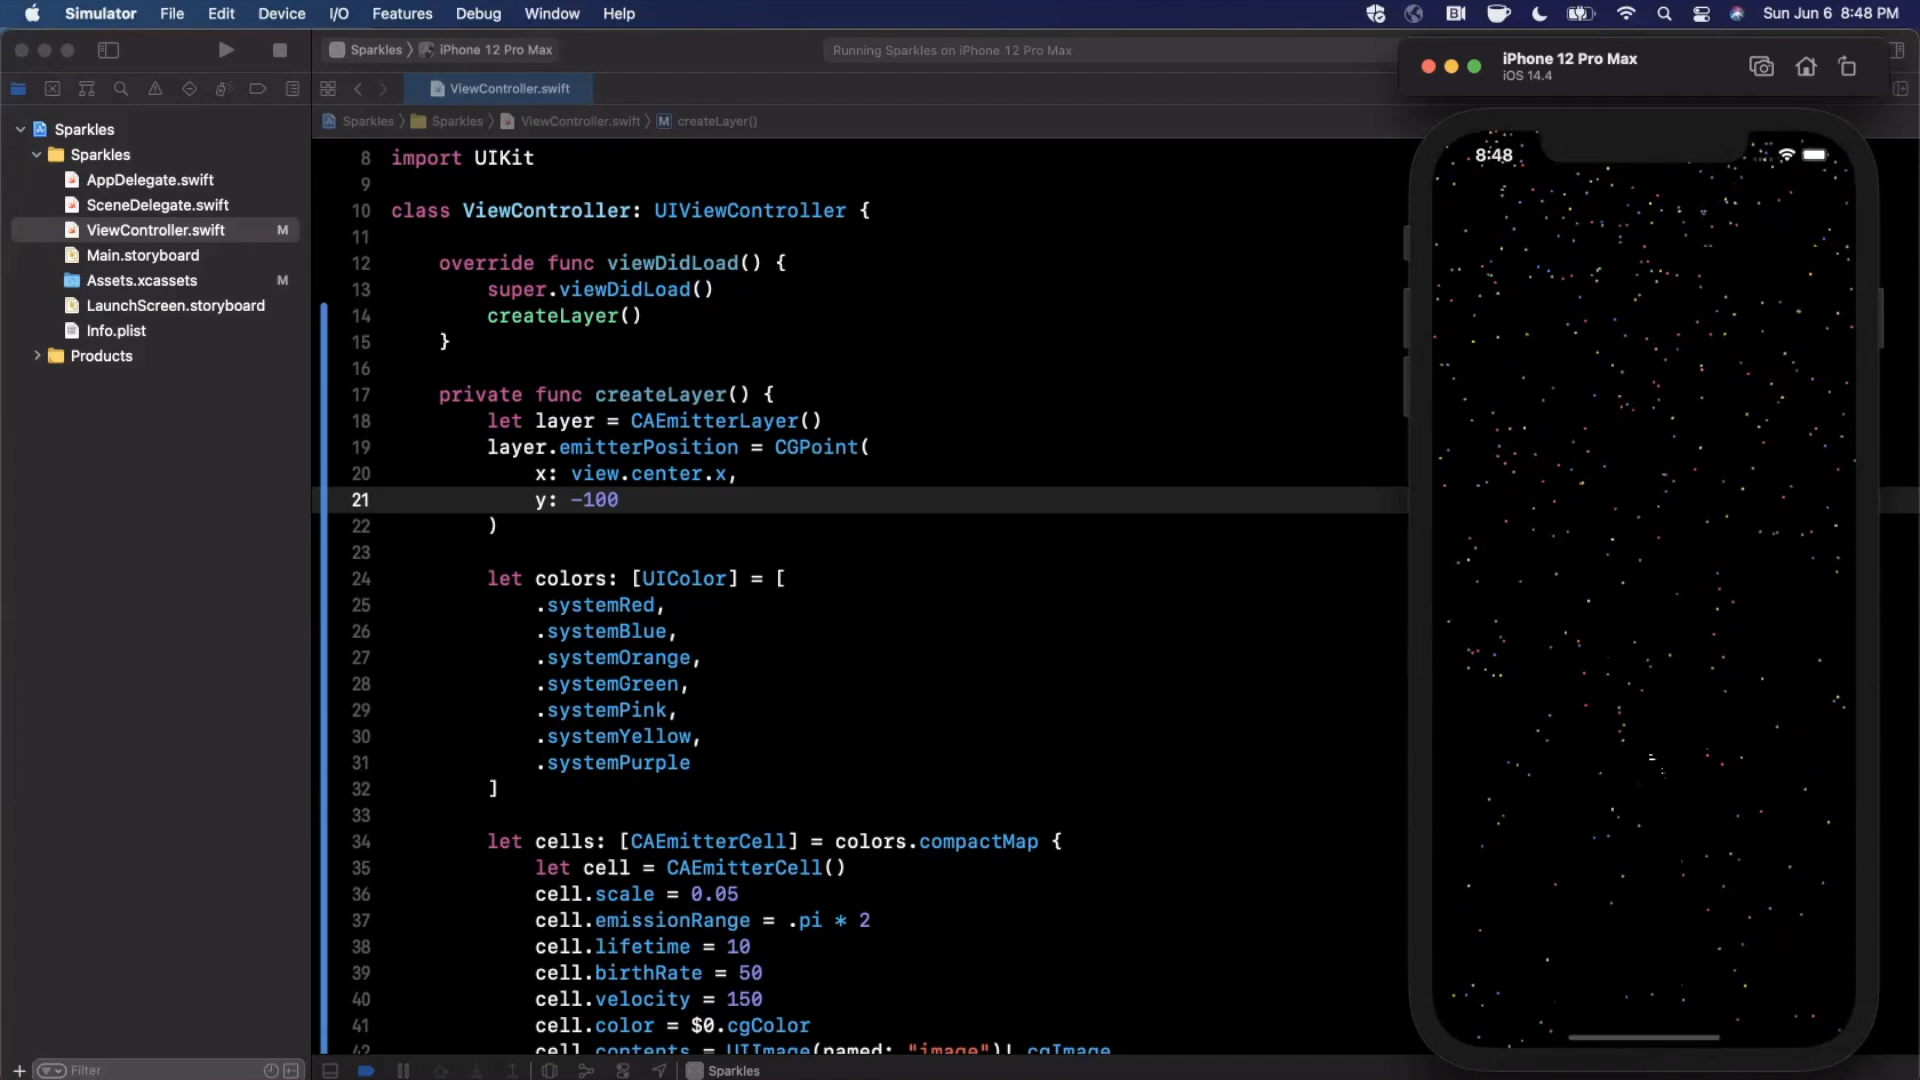 Simulator File Edit Device I/O Features Debug Window Help Sun Jun 6 8:48 PM
Sparkles iPhone 12 Pro Max Running Sparkles on iPhone 12 Pro Max
iPhone 12 Pro Max
iOS 14.4
ViewController.swift
Sparkles Sparkles ViewController.swift M createLayer()
Sparkles
Sparkles
AppDelegate.swift
SceneDelegate.swift
ViewController.swift M
Main.storyboard
Assets.xcassets M
LaunchScreen.storyboard
Info.plist
Products
8 import UIKit
9
10 class ViewController: UIViewController {
11
12 override func viewDidLoad() {
13 super.viewDidLoad()
14 createLayer()
15 }
16
17 private func createLayer() {
18 let layer = CAEmitterLayer()
19 layer.emitterPosition = CGPoint(
20 x: view.center.x,
21 y: -100
22 )
23
24 let colors: [UIColor] = [
25 .systemRed,
26 .systemBlue,
27 .systemOrange,
28 .systemGreen,
29 .systemPink,
30 .systemYellow,
31 .systemPurple
32 ]
33
34 let cells: [CAEmitterCell] = colors.compactMap {
35 let cell = CAEmitterCell()
36 cell.scale = 0.05
37 cell.emissionRange = .pi * 2
38 cell.lifetime = 10
39 cell.birthRate = 50
40 cell.velocity = 150
41 cell.color = $0.cgColor
42 cell.contents = UIImage(named: "image")!.cgImage
8:48
Filter
Sparkles